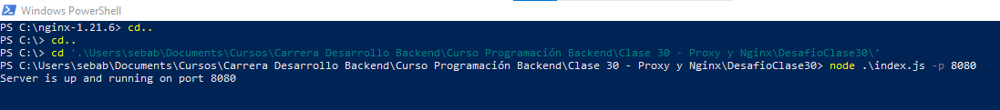 Windows PowerShell
PS C:\nginx-1.21.6> cd..
PS C:\> cd..
PS C:\> cd '.\Users\sebab\Documents\Cursos\Carrera Desarrollo Backend\Curso Programación Backend\Clase 30 - Proxy y Nginx\DesafioClase30\'
PS C:\Users\sebab\Documents\Cursos\Carrera Desarrollo Backend\Curso Programación Backend\Clase 30 - Proxy y Nginx\DesafioClase30> node .\index.js -p 8080
Server is up and running on port 8080